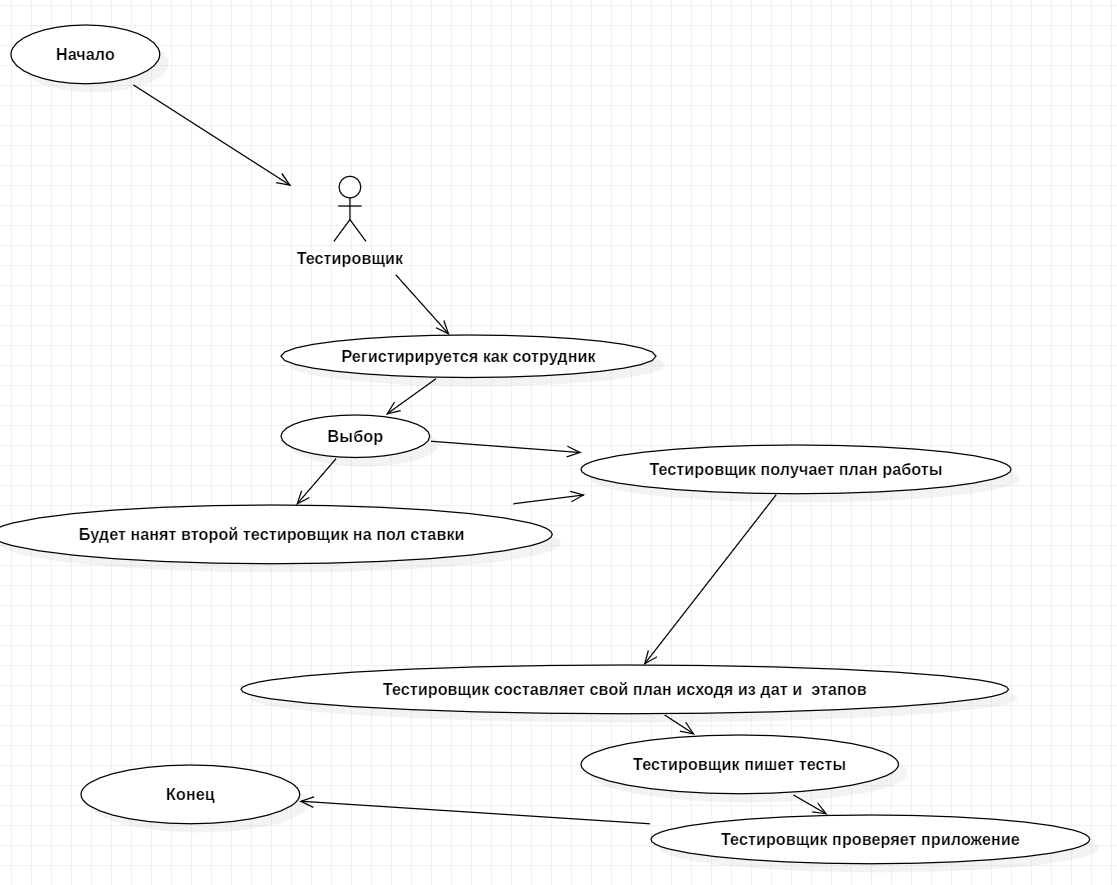 Начало
Тестировщик
Регистирируется как сотрудник
Выбор
Тестировщик получает план работы
Будет нанят второй тестировщик на пол ставки
Тестировщик составляет свой план исходя из дат и  этапов
Тестировщик пишет тесты
Конец
Тестировщик проверяет приложение